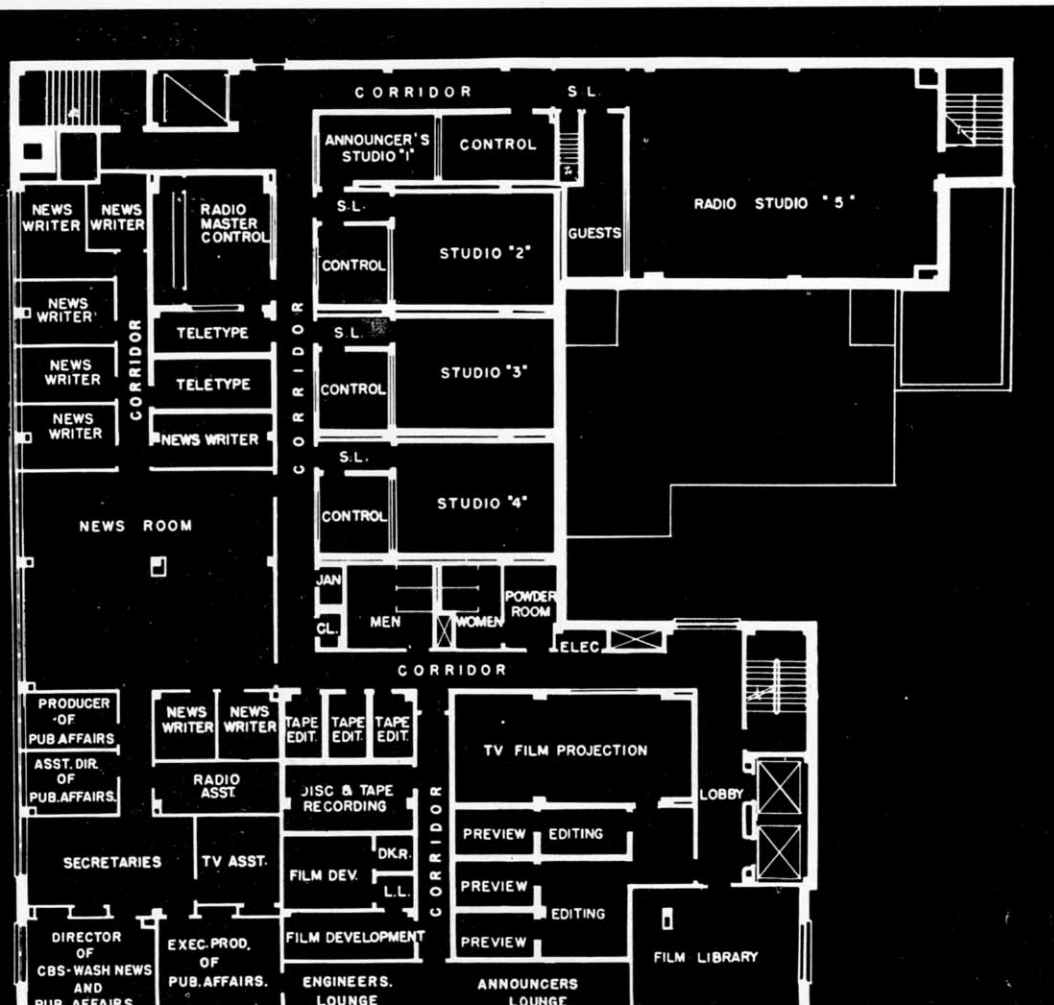 CORRIDOR
S.L.
ANNOUNCER'S
STUDIO "1"
CONTROL
NEWS
WRITER
NEWS
WRITER
RADIO
MASTER
CONTROL
S.L.
STUDIO "2"
CONTROL
GUESTS
RADIO STUDIO "5"
NEWS
WRITER
CORRIDOR
TELETYPE
CORRIDOR
S.L.
STUDIO "3"
CONTROL
NEWS
WRITER
TELETYPE
NEWS
WRITER
NEWS WRITER
S.L.
STUDIO "4"
CONTROL
NEWS ROOM
JAN
CL.
MEN
WOMEN
POWDER
ROOM
ELEC
CORRIDOR
PRODUCER
OF
PUB.AFFAIRS
NEWS
WRITER
NEWS
WRITER
TAPE
EDIT.
TAPE
EDIT.
TAPE
EDIT.
TV FILM PROJECTION
ASST. DIR.
OF
PUB.AFFAIRS.
RADIO
ASST.
DISC & TAPE
RECORDING
CORRIDOR
LOBBY
PREVIEW
EDITING
SECRETARIES
TV ASST.
FILM DEV.
DK.R.
L.L.
PREVIEW
EDITING
PREVIEW
DIRECTOR
OF
CBS-WASH NEWS
AND
PUB. AFFAIRS
EXEC. PROD.
OF
PUB. AFFAIRS.
FILM DEVELOPMENT
FILM LIBRARY
ENGINEERS.
LOUNGE
ANNOUNCERS
LOUNGE